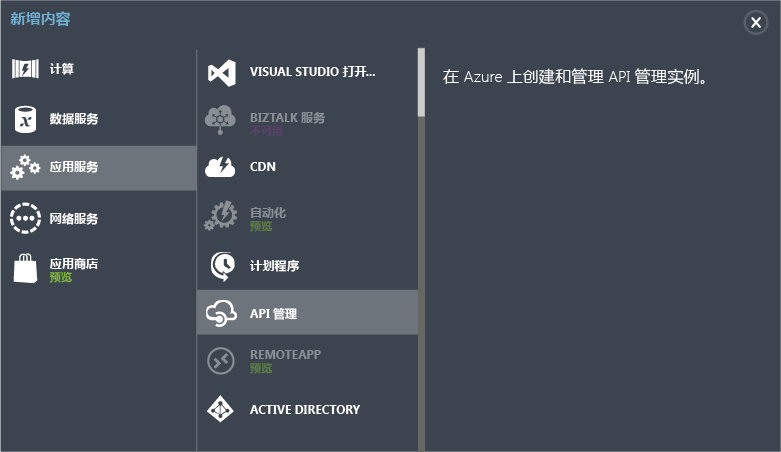 新增内容
计算
数据服务
应用服务
网络服务
应用商店
预览
VISUAL STUDIO 打开...
BIZTALK 服务
不可用
CDN
自动化
预览
计划程序
API 管理
REMOTEAPP
预览
ACTIVE DIRECTORY
在 Azure 上创建和管理 API 管理实例。